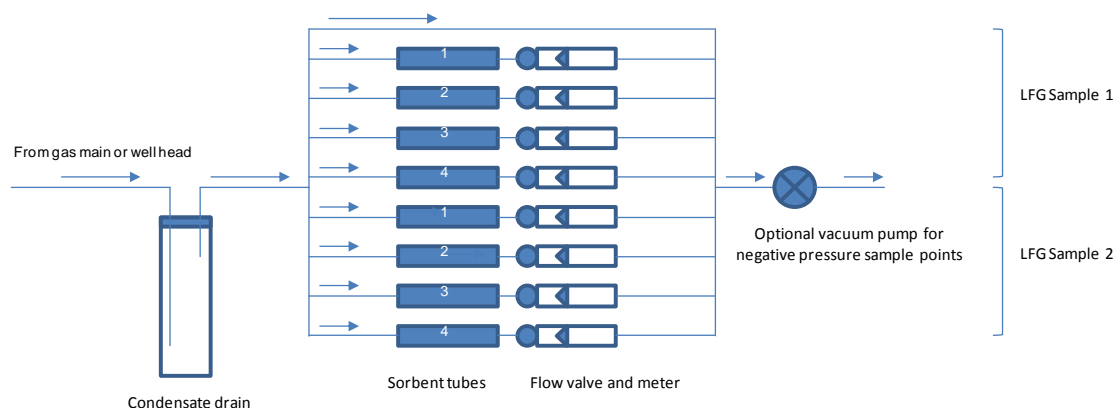 From gas main or well head
Condensate drain
1
2
3
4
1
2
3
4
Sorbent tubes
Flow valve and meter
Optional vacuum pump for
negative pressure sample points
LFG Sample 1
LFG Sample 2